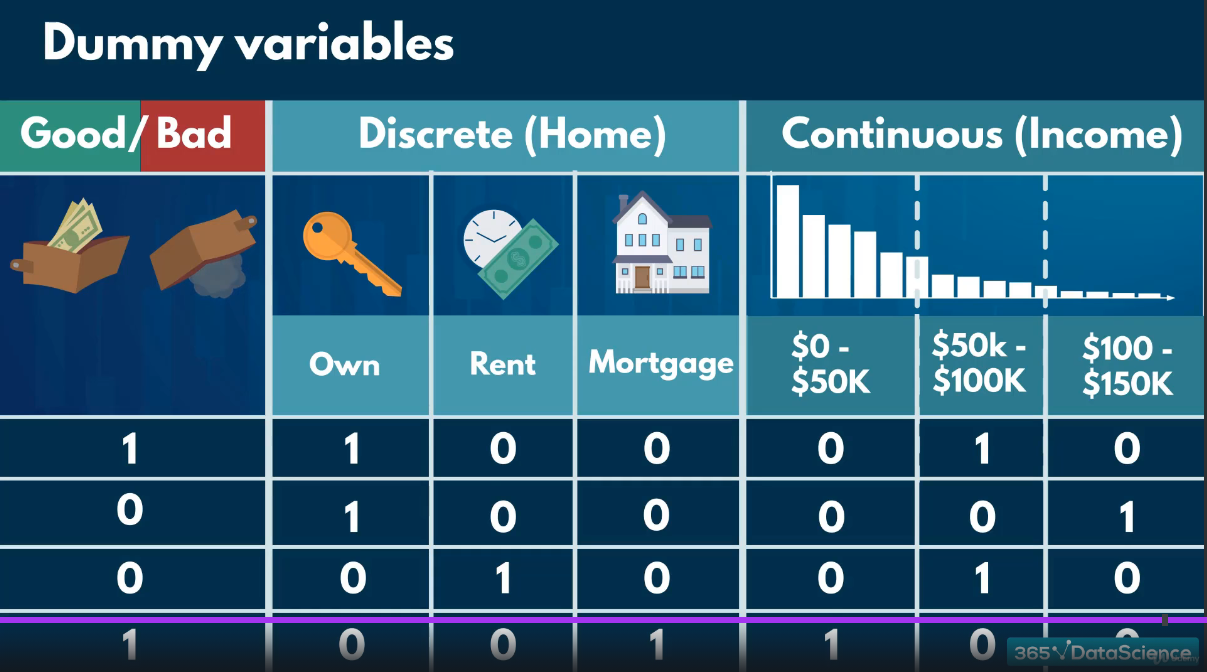 Dummy variables
Good/ Bad
Discrete (Home)
Continuous (Income)
Own
Rent
Mortgage
$0 -
$50K
$50k -
$100K
$100 -
$150K
1 1 0 0 0 1 0
0 1 0 0 0 0 1
0 0 1 0 0 1 0
1 0 0 1 1 0 0
365 DataScience